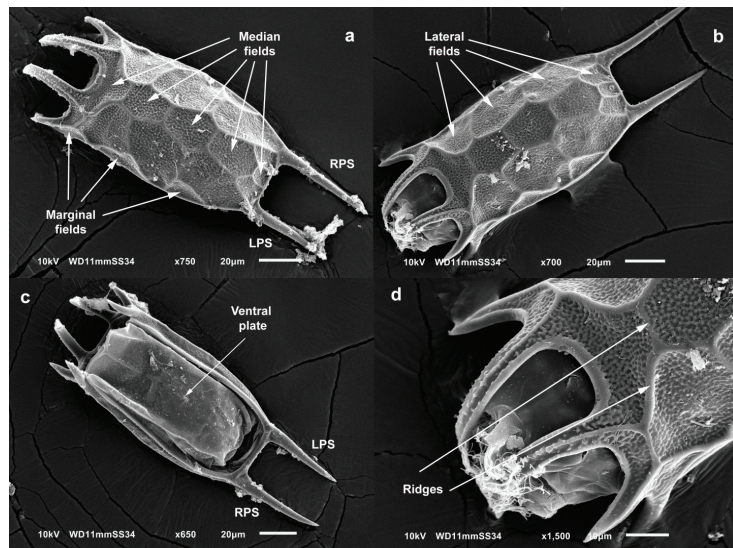 a
Median
fields
RPS
Marginal
fields
LPS
10kV WD11mmSS34 x750 20µm
b
Lateral
fields
10kV WD11mmSS34 x700 20µm
c
Ventral
plate
LPS
RPS
10kV WD11mmSS34 x650 20µm
d
Ridges
10kV WD11mmSS34 x1,500 10µm